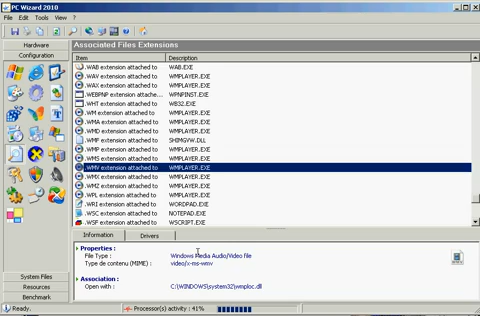 PC Wizard 2010
File Edit Tools View ?
Hardware
Configuration
Associated Files Extensions
Item Description
.WAB extension attached to WAB.EXE
.WAV extension attached to WMPLAYER.EXE
.WAX extension attached to WMPLAYER.EXE
.WEBPNP extension attache... WPNPINST.EXE
.WHT extension attached to WB32.EXE
.WM extension attached to WMPLAYER.EXE
.WMA extension attached to WMPLAYER.EXE
.WMD extension attached to WMPLAYER.EXE
.WMF extension attached to SHIMGVW.DLL
.WMP extension attached to WMPLAYER.EXE
.WMS extension attached to WMPLAYER.EXE
.WMV extension attached to WMPLAYER.EXE
.WMX extension attached to WMPLAYER.EXE
.WMZ extension attached to WMPLAYER.EXE
.WPL extension attached to WMPLAYER.EXE
.WRI extension attached to WORDPAD.EXE
.WSC extension attached to NOTEPAD.EXE
.WSF extension attached to WSCRIPT.EXE
Information Drivers
Properties :
File Type : Windows Media Audio/Video file
Type de contenu (MIME) : video/x-ms-wmv
Association :
Open with : C:\WINDOWS\system32\wmploc.dll
System Files
Resources
Benchmark
Ready.
Processor(s) activity : 41%